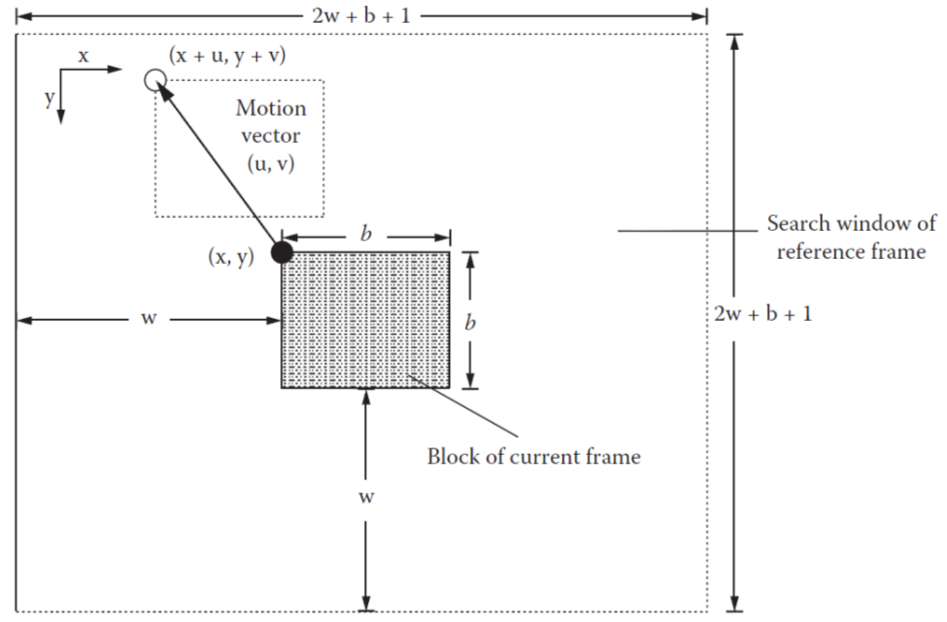 2w + b + 1
x
(x + u, y + v)
y
Motion
vector
(u, v)
b
(x, y)
Search window of
reference frame
w
b
2w + b + 1
Block of current frame
w